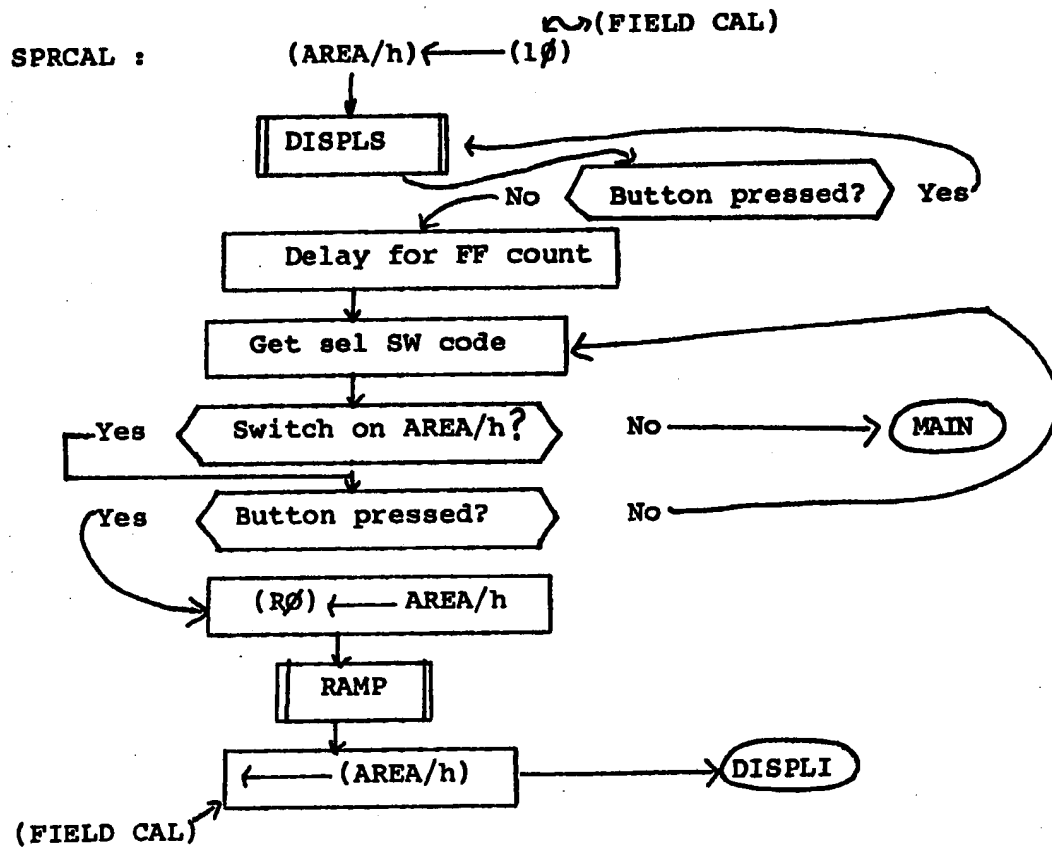 (FIELD CAL)
SPRCAL : (AREA/h) (1Ø)
DISPLS
No Button pressed? Yes
Delay for FF count
Get sel SW code
Yes Switch on AREA/h? No MAIN
Yes Button pressed? No
(RØ) AREA/h
RAMP
(AREA/h) DISPLI
(FIELD CAL)